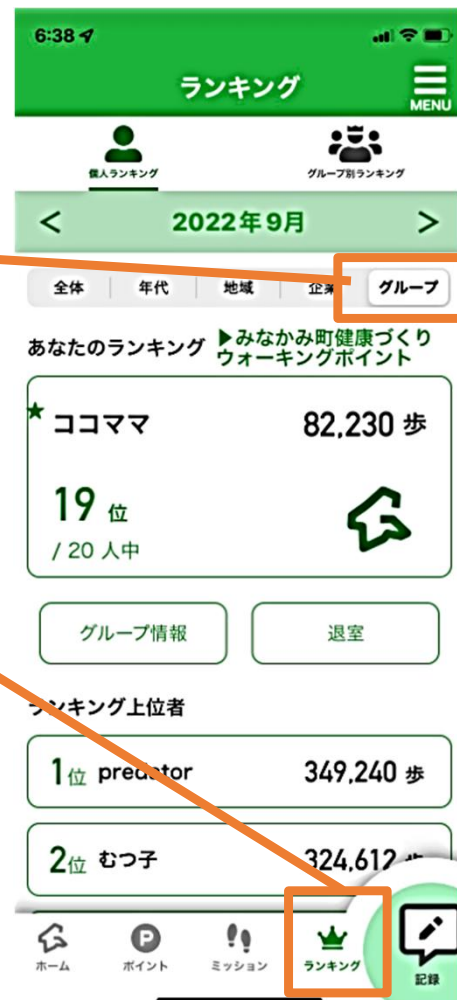 6:38
ランキング
MENU
個人ランキング
グループ別ランキング
< 2022年9月 >
全体 年代 地域 企業 グループ
あなたのランキング ▶みなかみ町健康づくり
ウォーキングポイント
★ ココママ 82,230 歩
19 位
/ 20 人中
グループ情報 退室
ランキング上位者
1位 predator 349,240 歩
2位 むつ子 324,612 歩
ホーム ポイント ミッション ランキング 記録